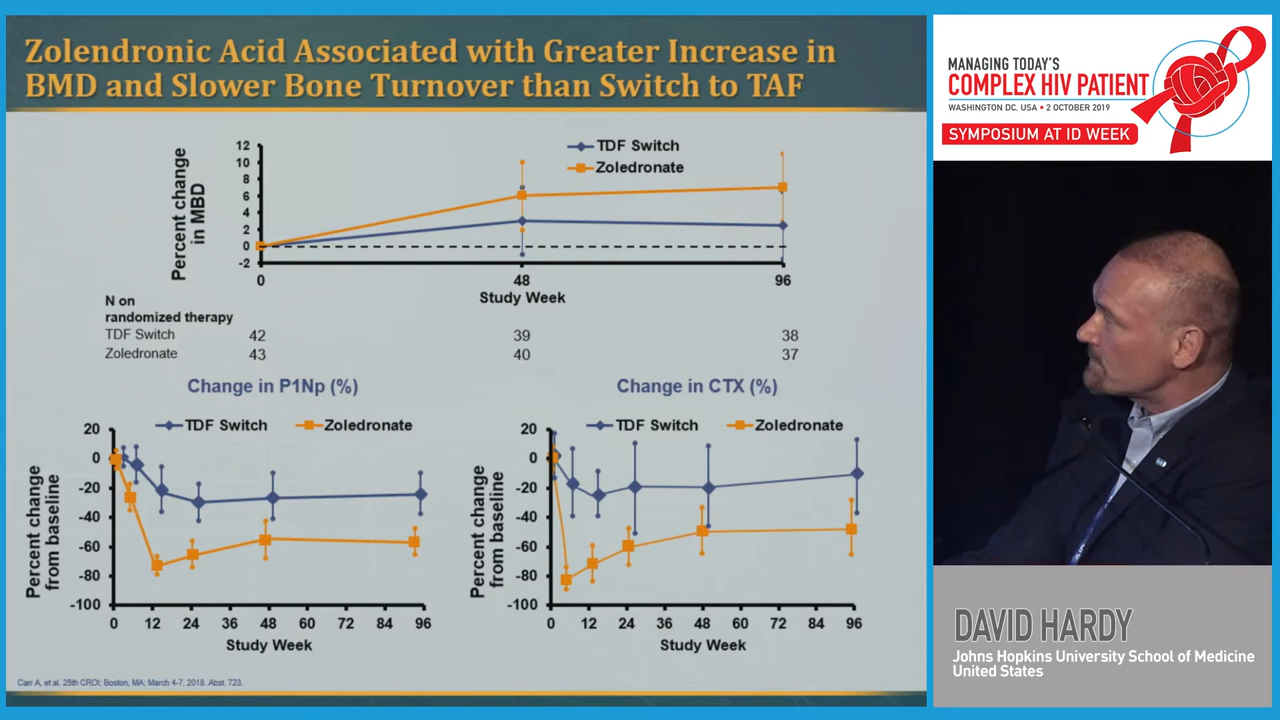 Zolendronic Acid Associated with Greater Increase in
BMD and Slower Bone Turnover than Switch to TAF
Percent change
in MBD
12
10
8
6
4
2
0
-2
TDF Switch
Zoledronate
0
48
96
Study Week
N on
randomized therapy
TDF Switch
42
39
38
Zoledronate
43
40
37
Change in P1Np (%)
TDF Switch
Zoledronate
Percent change
from baseline
20
0
-20
-40
-60
-80
-100
0
12
24
36
48
60
72
84
96
Study Week
Change in CTX (%)
TDF Switch
Zoledronate
Percent change
from baseline
20
0
-20
-40
-60
-80
-100
0
12
24
36
48
60
72
84
96
Study Week
Carr A, et al. 25th CROI; Boston, MA; March 4-7, 2018. Abst. 723.
MANAGING TODAY'S
COMPLEX HIV PATIENT
WASHINGTON DC, USA • 2 OCTOBER 2019
SYMPOSIUM AT ID WEEK
DAVID HARDY
Johns Hopkins University School of Medicine
United States